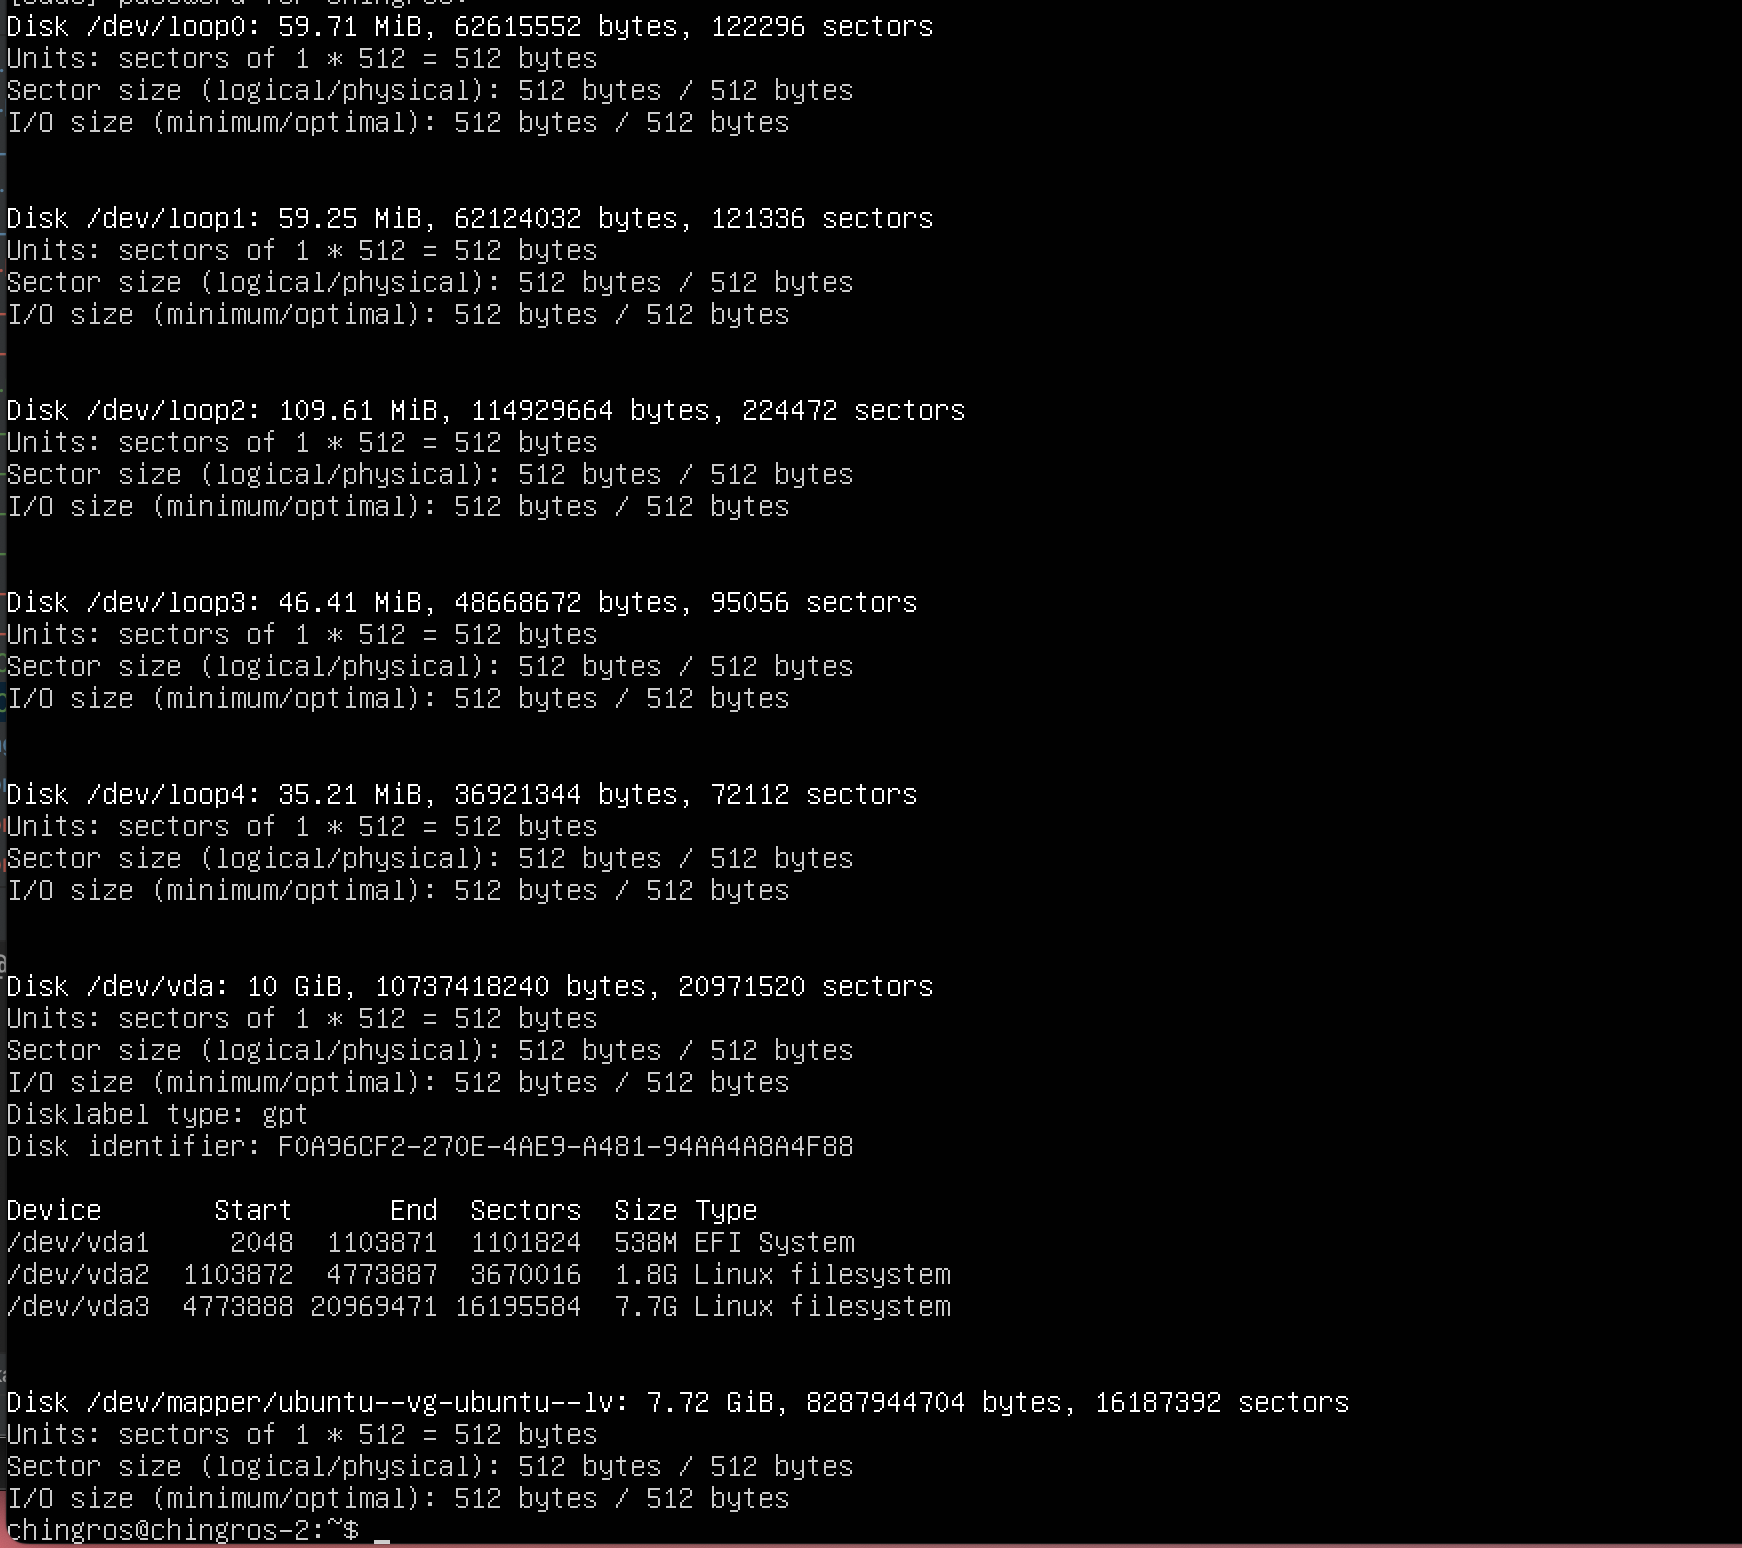 [sudo] password for chingros:
Disk /dev/loop0: 59.71 MiB, 62615552 bytes, 122296 sectors
Units: sectors of 1 * 512 = 512 bytes
Sector size (logical/physical): 512 bytes / 512 bytes
I/O size (minimum/optimal): 512 bytes / 512 bytes
Disk /dev/loop1: 59.25 MiB, 62124032 bytes, 121336 sectors
Units: sectors of 1 * 512 = 512 bytes
Sector size (logical/physical): 512 bytes / 512 bytes
I/O size (minimum/optimal): 512 bytes / 512 bytes
Disk /dev/loop2: 109.61 MiB, 114929664 bytes, 224472 sectors
Units: sectors of 1 * 512 = 512 bytes
Sector size (logical/physical): 512 bytes / 512 bytes
I/O size (minimum/optimal): 512 bytes / 512 bytes
Disk /dev/loop3: 46.41 MiB, 48668672 bytes, 95056 sectors
Units: sectors of 1 * 512 = 512 bytes
Sector size (logical/physical): 512 bytes / 512 bytes
I/O size (minimum/optimal): 512 bytes / 512 bytes
Disk /dev/loop4: 35.21 MiB, 36921344 bytes, 72112 sectors
Units: sectors of 1 * 512 = 512 bytes
Sector size (logical/physical): 512 bytes / 512 bytes
I/O size (minimum/optimal): 512 bytes / 512 bytes
Disk /dev/vda: 10 GiB, 10737418240 bytes, 20971520 sectors
Units: sectors of 1 * 512 = 512 bytes
Sector size (logical/physical): 512 bytes / 512 bytes
I/O size (minimum/optimal): 512 bytes / 512 bytes
Disklabel type: gpt
Disk identifier: F0A96CF2-270E-4AE9-A481-94AA4A8A4F88
Device       Start      End  Sectors  Size Type
/dev/vda1     2048  1103871  1101824  538M EFI System
/dev/vda2  1103872  4773887  3670016  1.8G Linux filesystem
/dev/vda3  4773888 20969471 16195584  7.7G Linux filesystem
Disk /dev/mapper/ubuntu--vg-ubuntu--lv: 7.72 GiB, 8287944704 bytes, 16187392 sectors
Units: sectors of 1 * 512 = 512 bytes
Sector size (logical/physical): 512 bytes / 512 bytes
I/O size (minimum/optimal): 512 bytes / 512 bytes
chingros@chingros-2:~$ _